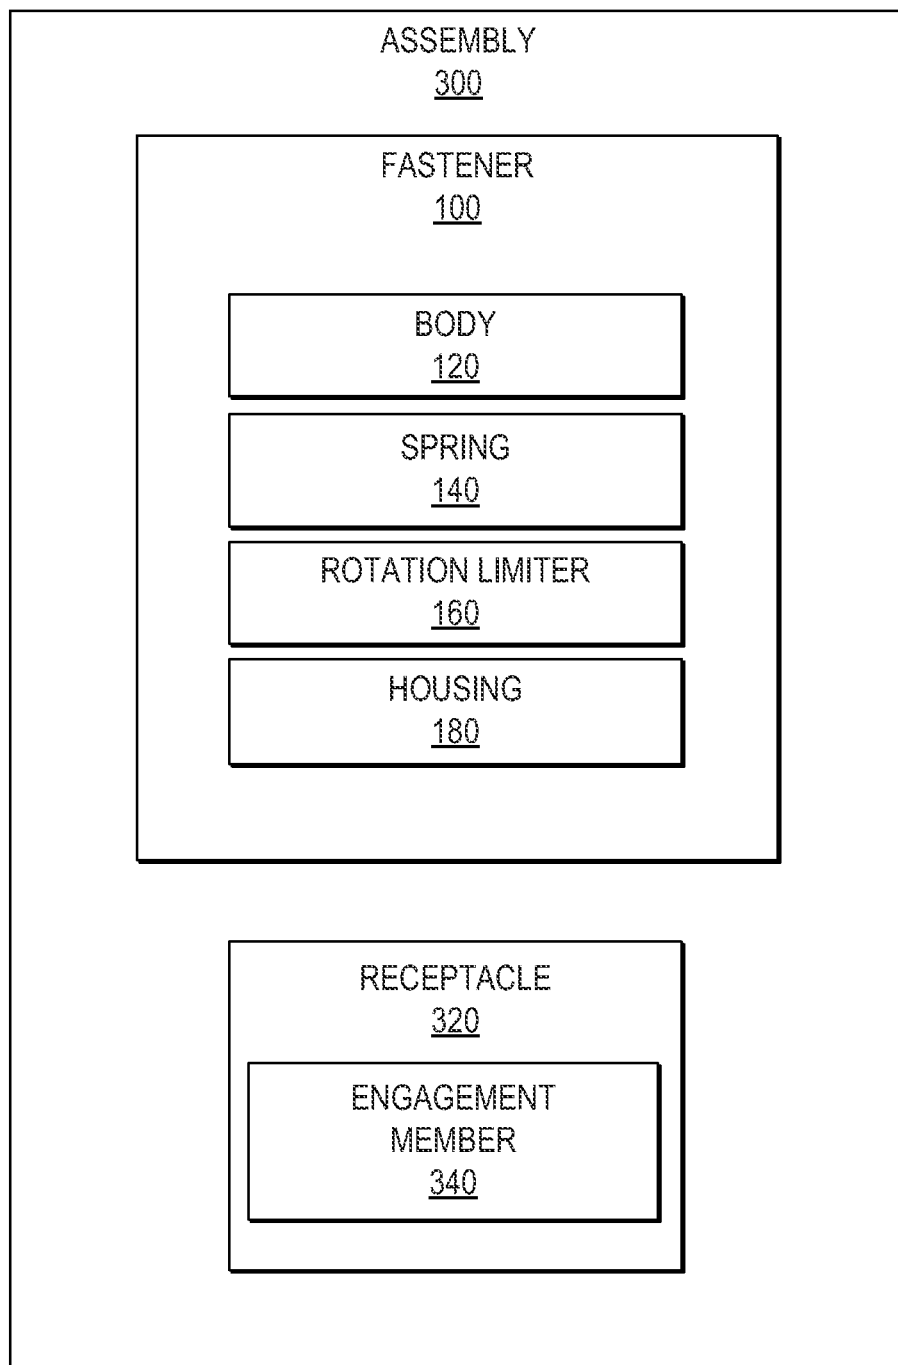 ASSEMBLY
300
FASTENER
100
BODY
120
SPRING
140
ROTATION LIMITER
160
HOUSING
180
RECEPTACLE
320
ENGAGEMENT
MEMBER
340